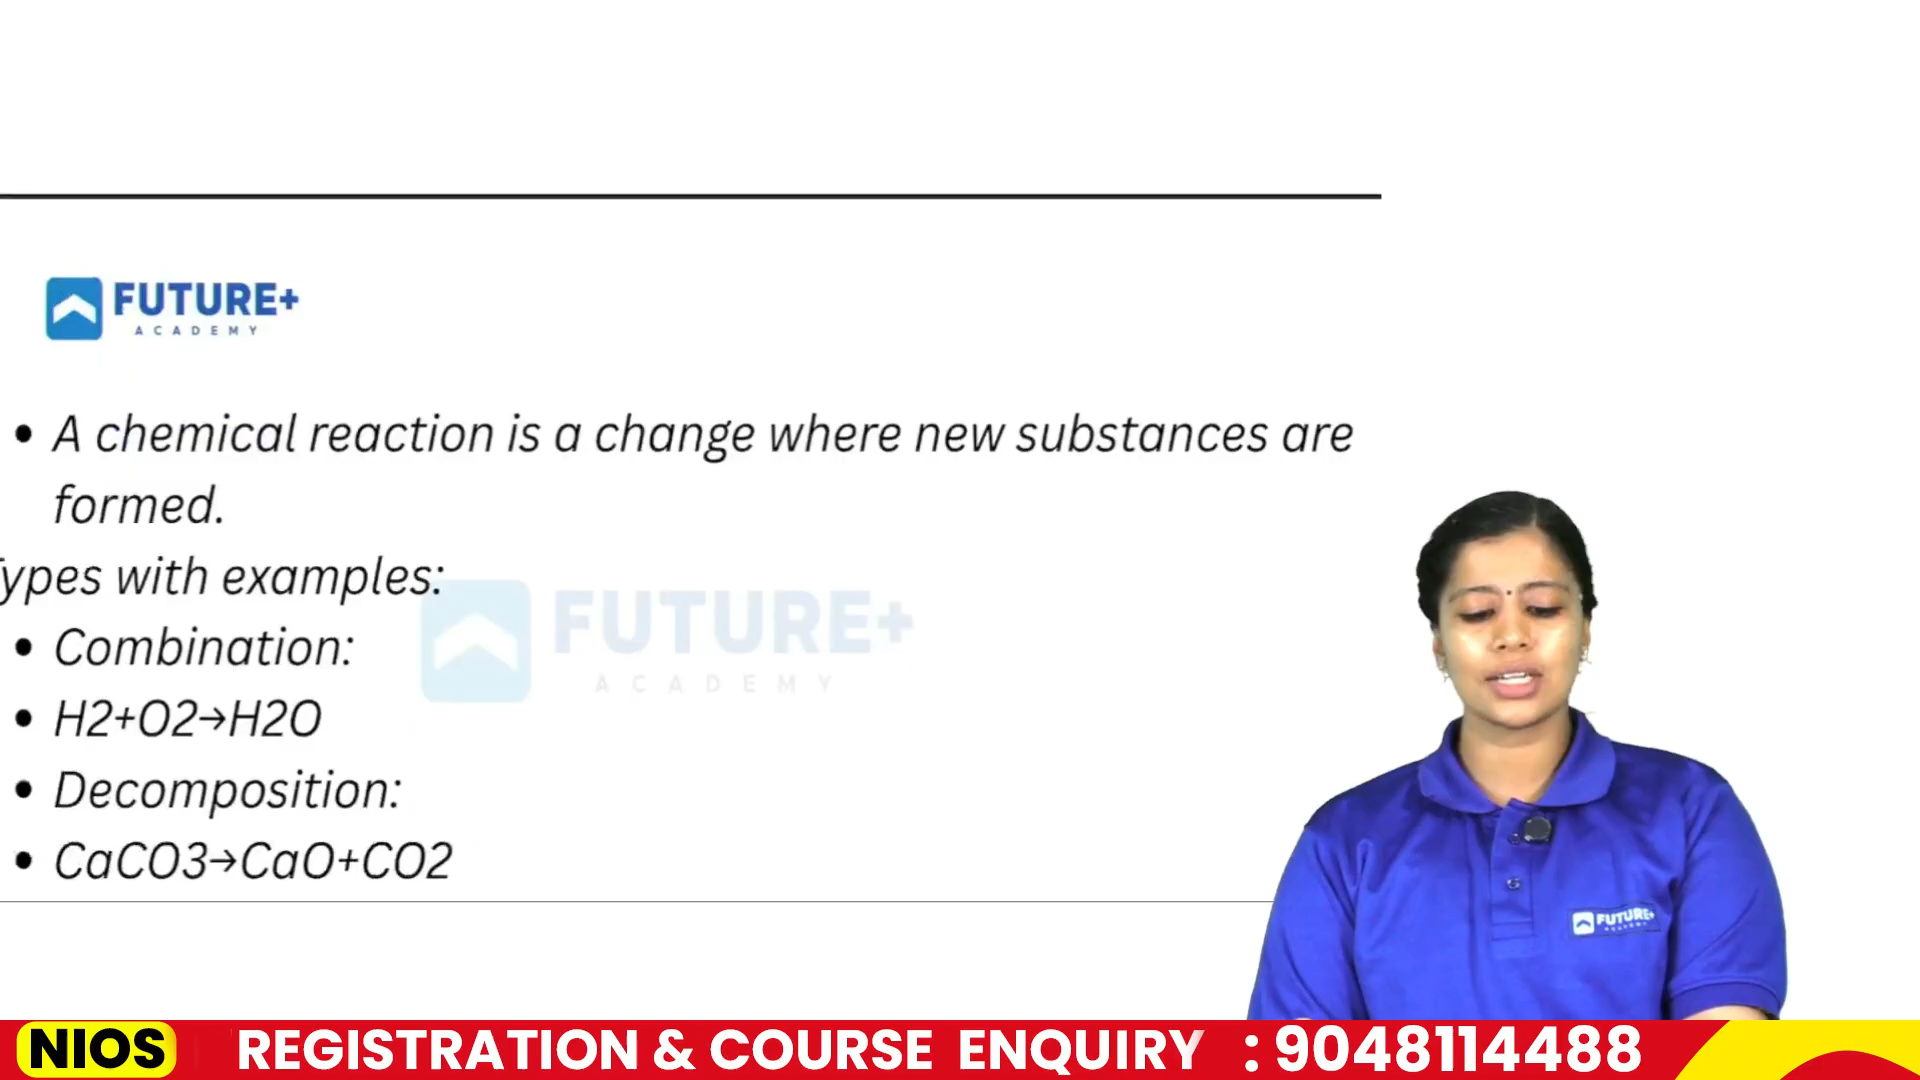 FUTURE+
ACADEMY
• A chemical reaction is a change where new substances are
formed.
Types with examples:
• Combination:
• H2+O2→H2O
• Decomposition:
• CaCO3→CaO+CO2
FUTURE+
ACADEMY
FUTURE+
NIOS REGISTRATION & COURSE ENQUIRY : 9048114488